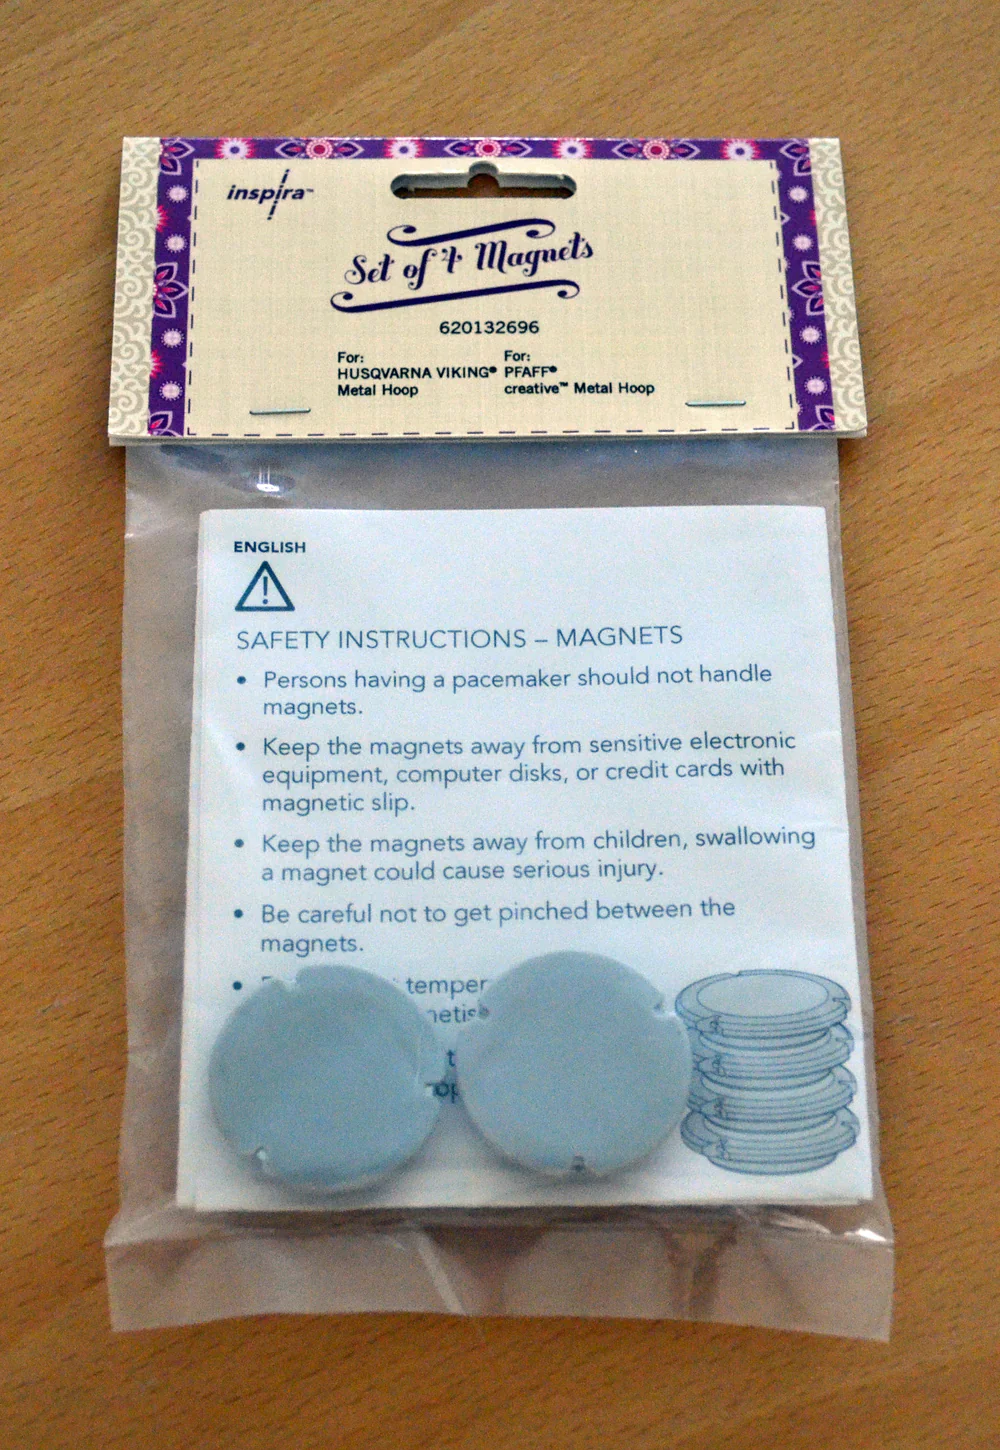 inspira™
Set of 4 Magnets
620132696
For:
HUSQVARNA VIKING®
Metal Hoop
For:
PFAFF®
creative™ Metal Hoop
ENGLISH
SAFETY INSTRUCTIONS – MAGNETS
• Persons having a pacemaker should not handle
magnets.
• Keep the magnets away from sensitive electronic
equipment, computer disks, or credit cards with
magnetic slip.
• Keep the magnets away from children, swallowing
a magnet could cause serious injury.
• Be careful not to get pinched between the
magnets.
•